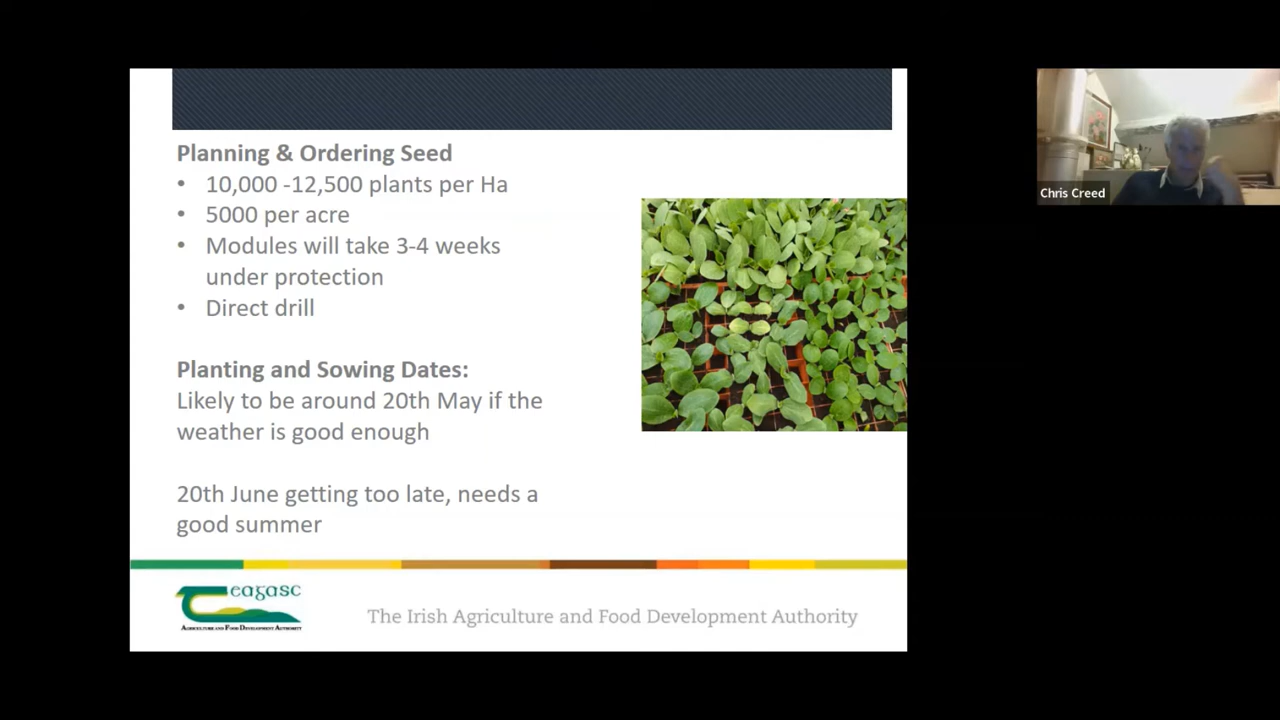 Planning & Ordering Seed
• 10,000 -12,500 plants per Ha
• 5000 per acre
• Modules will take 3-4 weeks
under protection
• Direct drill
Planting and Sowing Dates:
Likely to be around 20th May if the
weather is good enough
20th June getting too late, needs a
good summer
eagasc
AGRICULTURE AND FOOD DEVELOPMENT AUTHORITY
The Irish Agriculture and Food Development Authority
Chris Creed